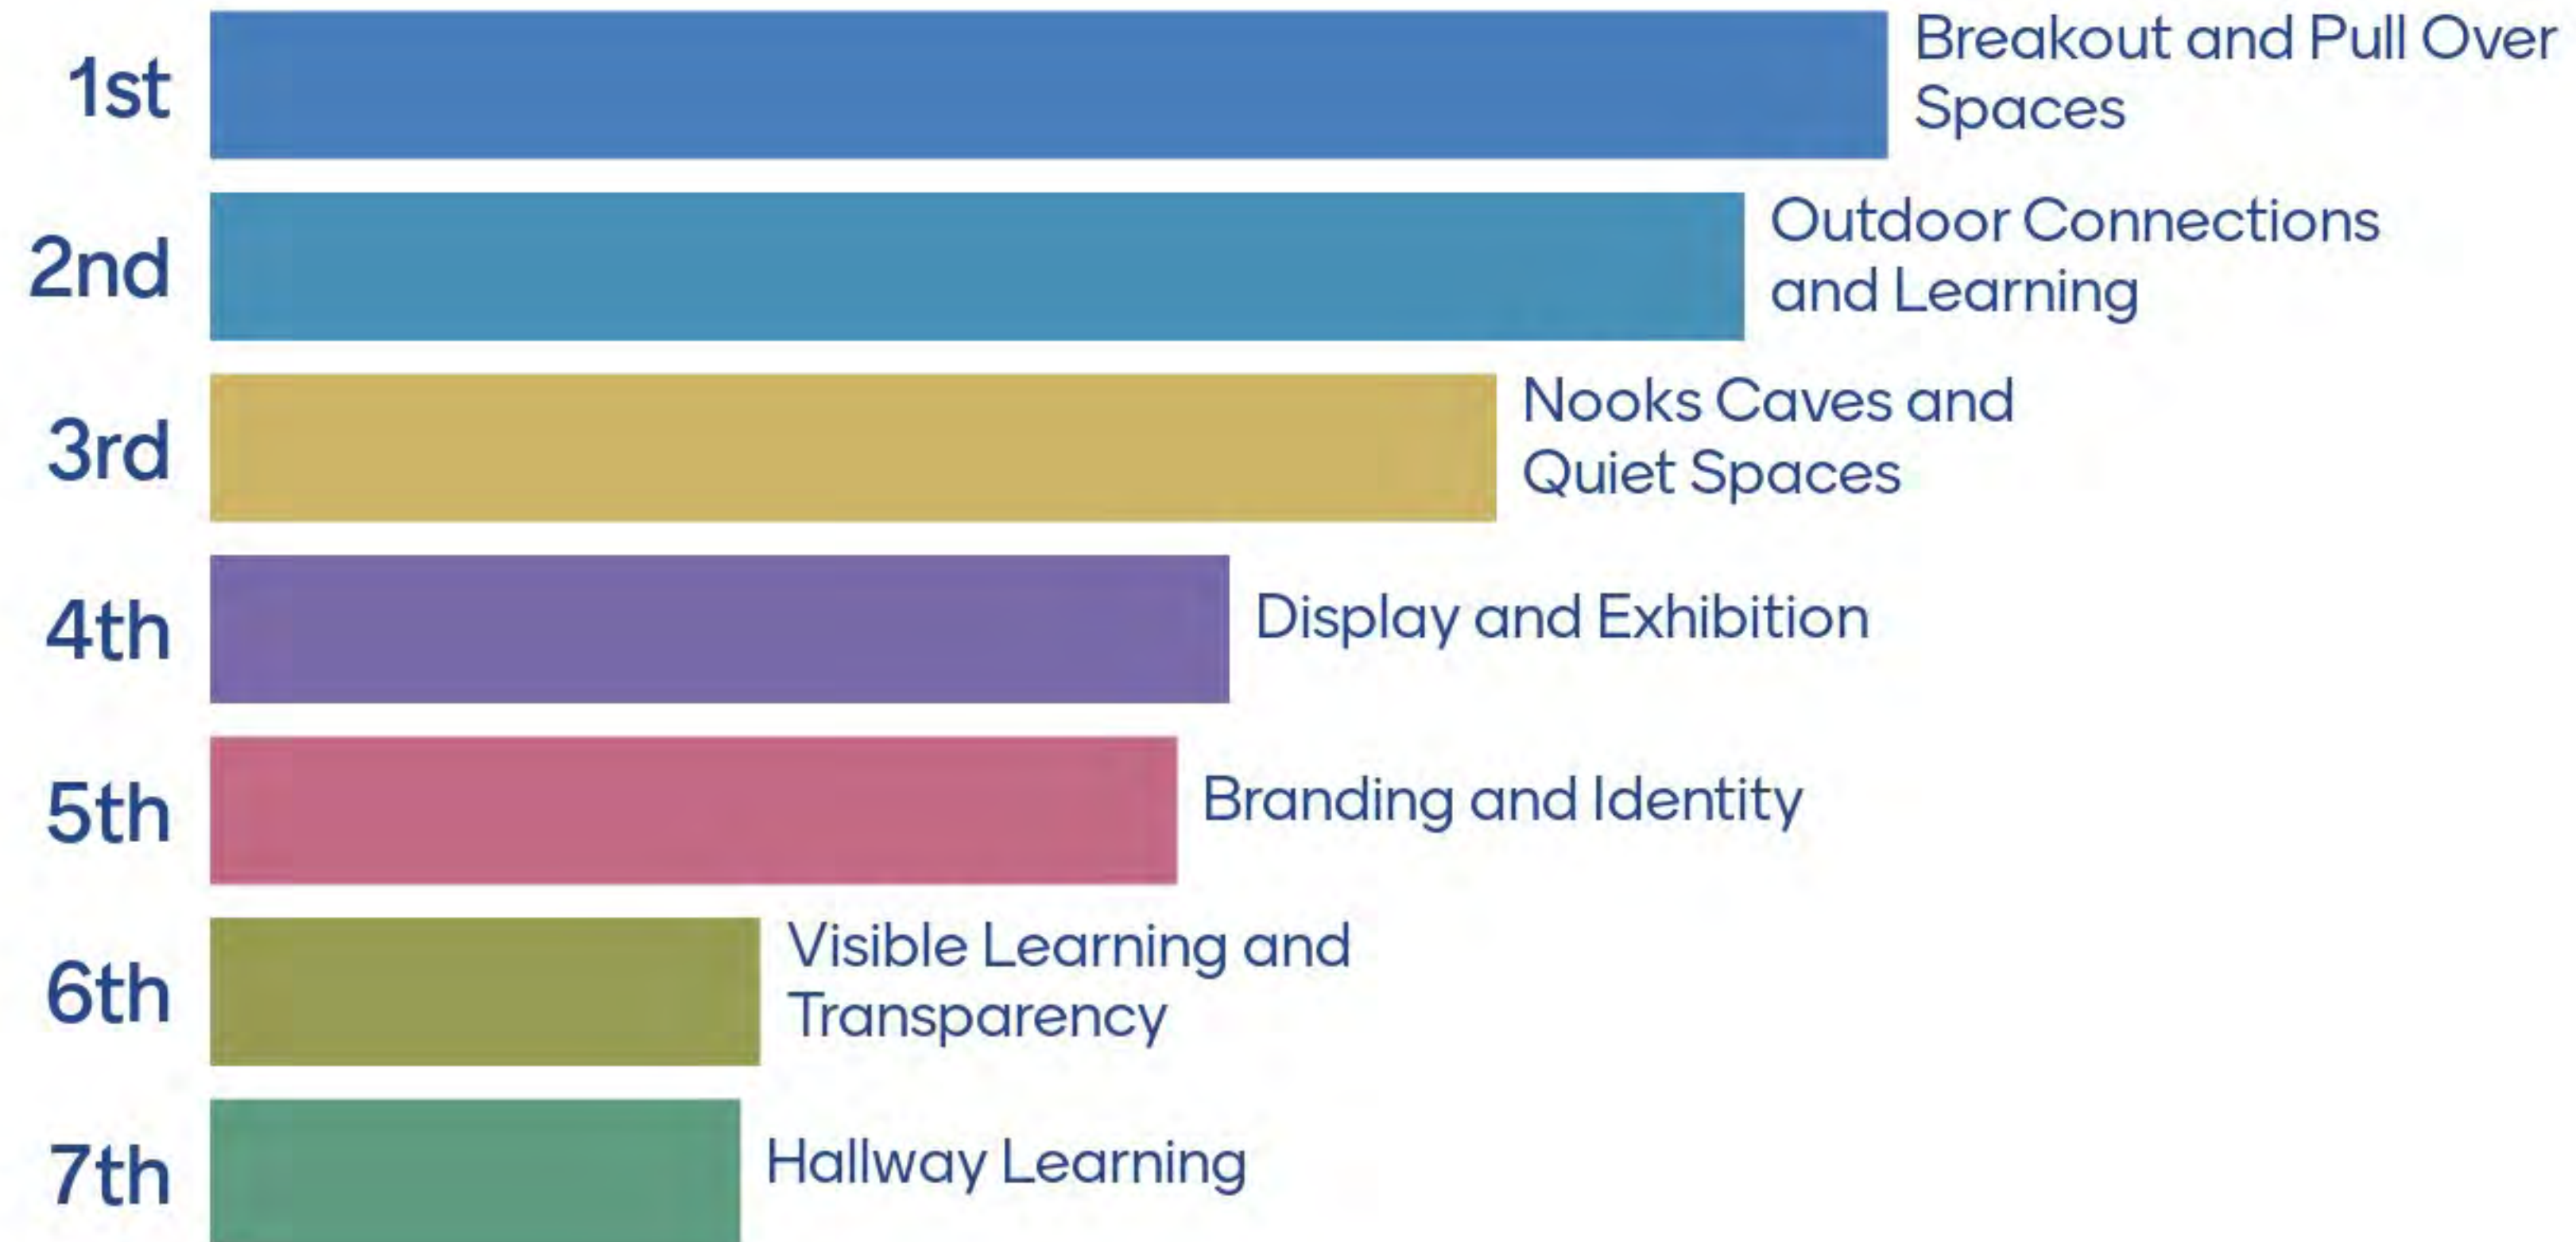 1st
Breakout and Pull Over
Spaces
2nd
Outdoor Connections
and Learning
3rd
Nooks Caves and
Quiet Spaces
4th
Display and Exhibition
5th
Branding and Identity
6th
Visible Learning and
Transparency
7th
Hallway Learning